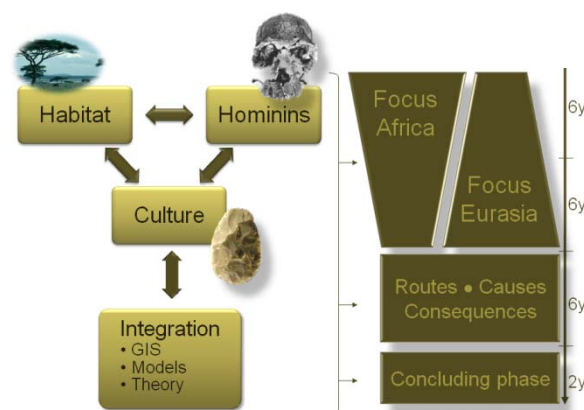 Habitat
Hominins
Culture
Integration
• GIS
• Models
• Theory
Focus
Africa
Focus
Eurasia
Routes • Causes
Consequences
Concluding phase
6y
6y
6y
2y